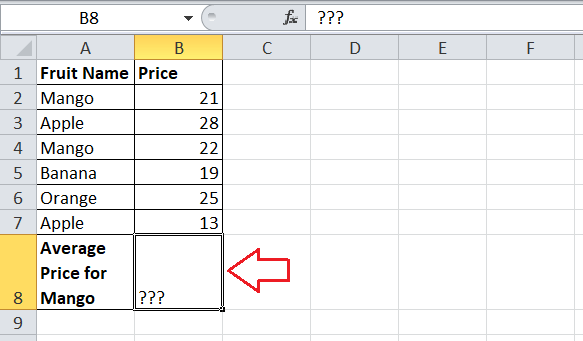 B8 fx ???
A B C D E F
1 Fruit Name Price
2 Mango 21
3 Apple 28
4 Mango 22
5 Banana 19
6 Orange 25
7 Apple 13
Average
Price for
8 Mango ???
9